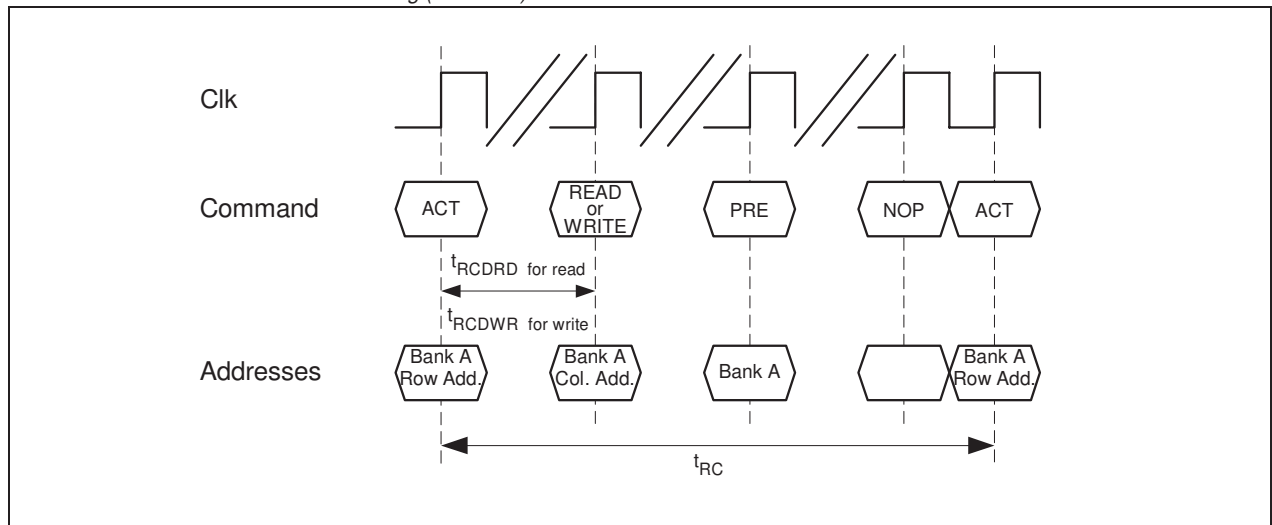 Clk
Command
ACT
READ
or
WRITE
PRE
NOP
ACT
tRCDRD for read
tRCDWR for write
Addresses
Bank A
Row Add.
Bank A
Col. Add.
Bank A
Bank A
Row Add.
tRC